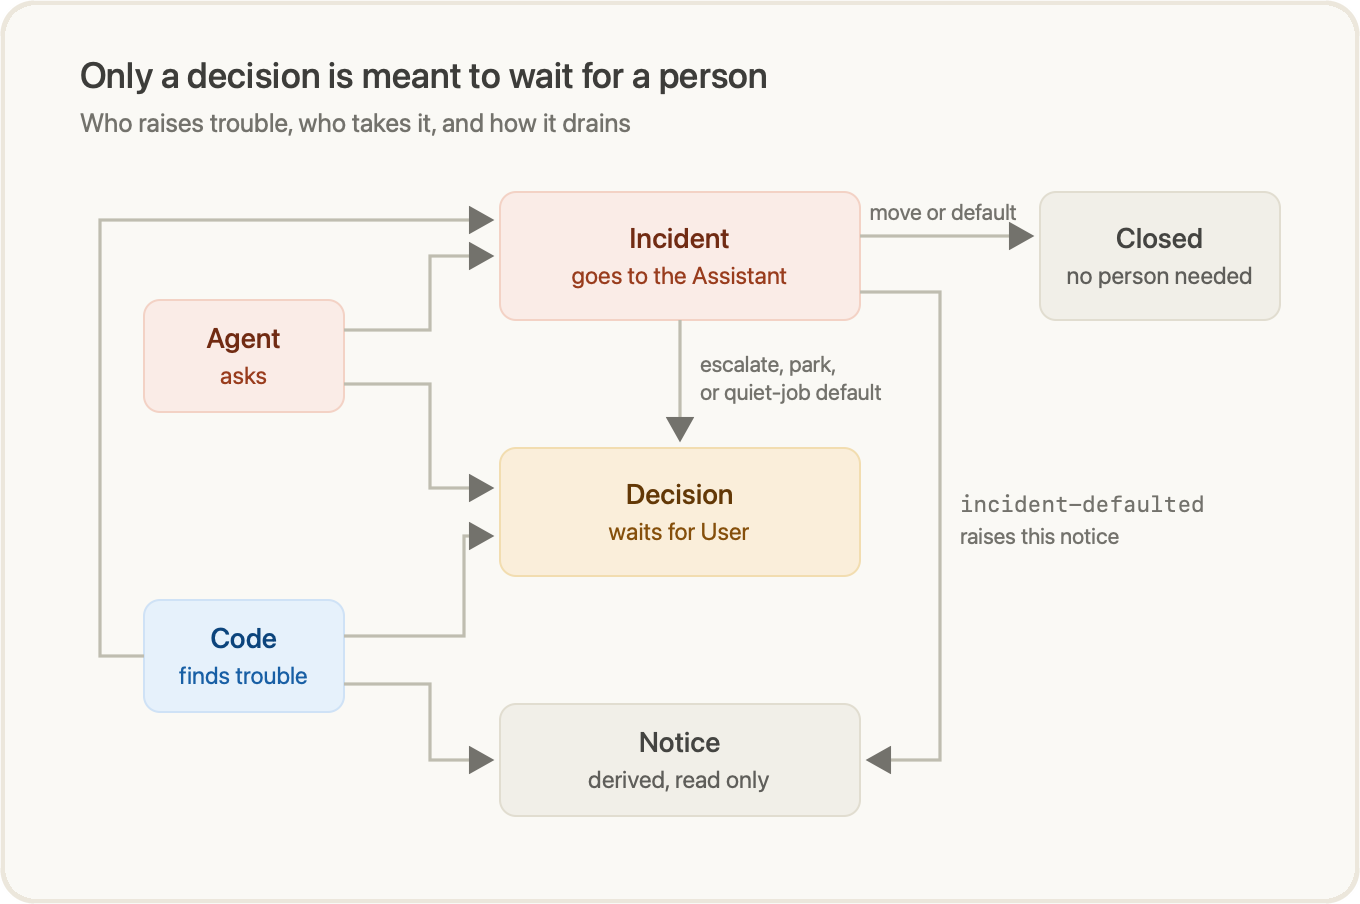 Only a decision is meant to wait for a person
Who raises trouble, who takes it, and how it drains
Incident
goes to the Assistant
move or default
Closed
no person needed
Agent
asks
escalate, park,
or quiet-job default
Decision
waits for User
incident-defaulted
raises this notice
Code
finds trouble
Notice
derived, read only